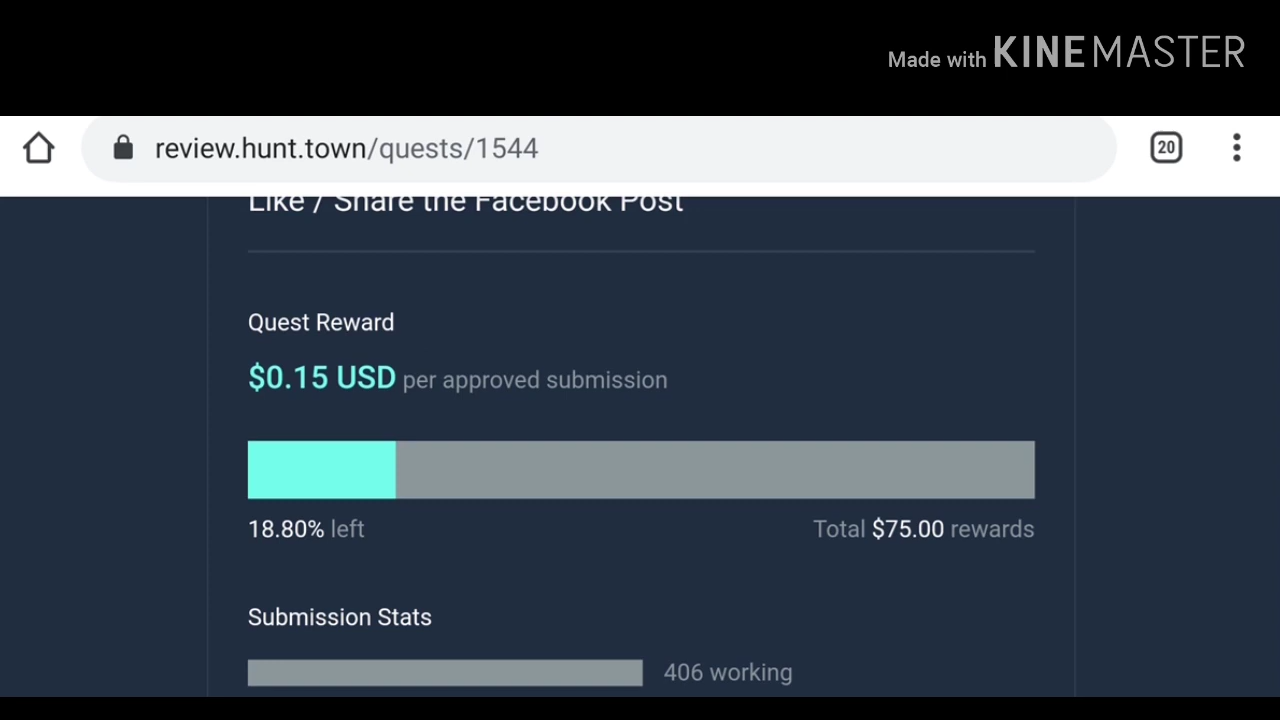 Made with KINEMASTER
review.hunt.town/quests/1544
20
Like / Share the Facebook Post
Quest Reward
$0.15 USD per approved submission
18.80% left
Total $75.00 rewards
Submission Stats
406 working